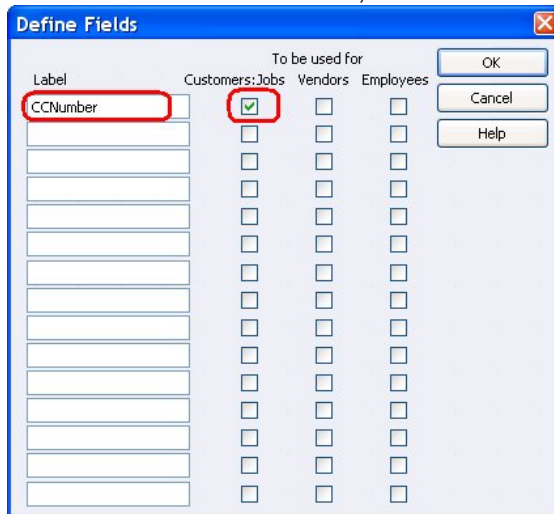 Define Fields
To be used for
Label Customers:Jobs Vendors Employees
CCNumber
OK
Cancel
Help